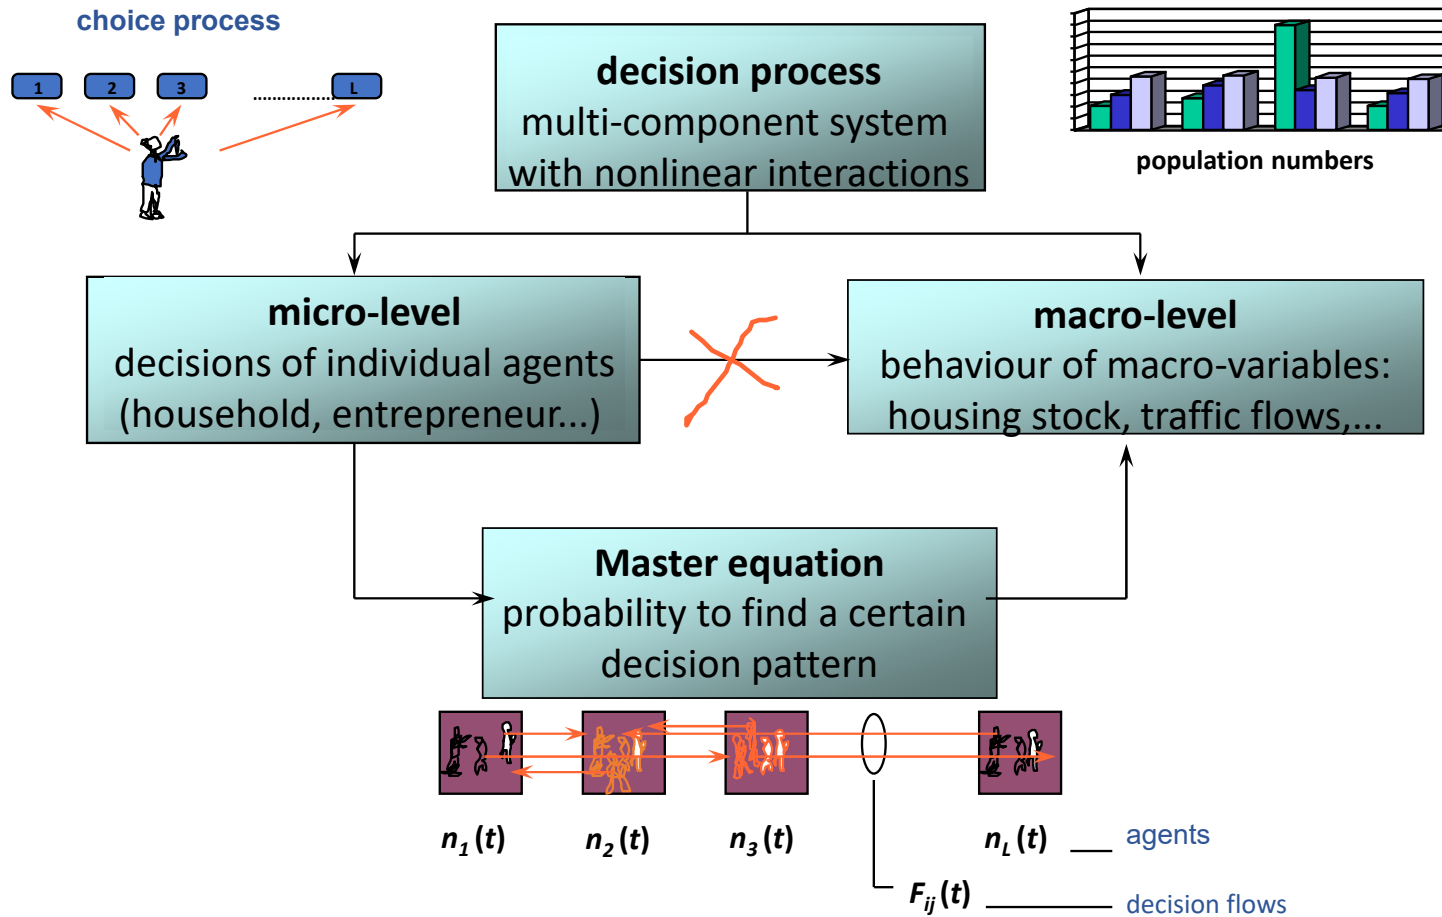 choice process
1 2 3 ................ L
decision process
multi-component system
with nonlinear interactions
population numbers
micro-level
decisions of individual agents
(household, entrepreneur...)
macro-level
behaviour of macro-variables:
housing stock, traffic flows,...
Master equation
probability to find a certain
decision pattern
n1(t) n2(t) n3(t) nL(t) __ agents
Fij(t) ______ decision flows